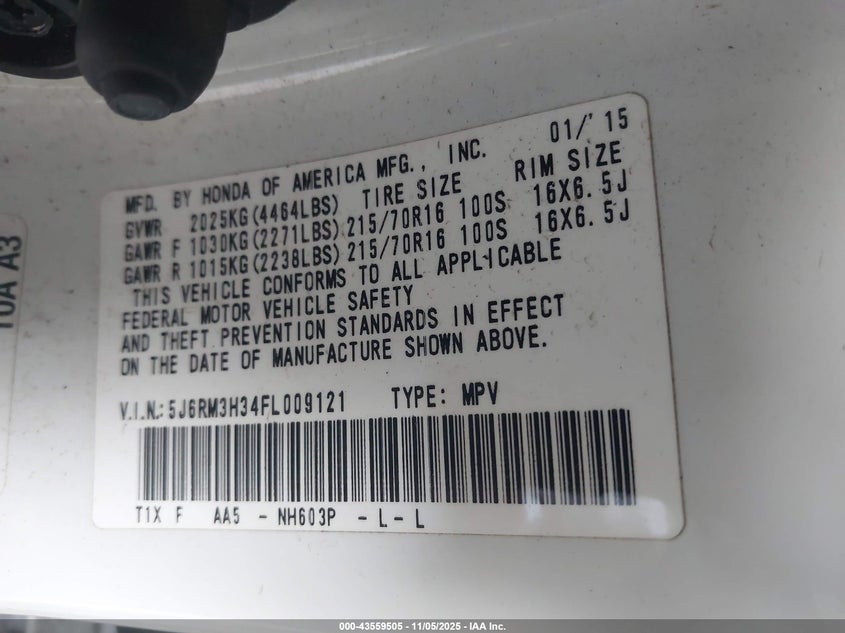 MFD. BY HONDA OF AMERICA MFG., INC. 01/'15
GVWR 2025KG(4464LBS) TIRE SIZE RIM SIZE
GAWR F 1030KG(2271LBS) 215/70R16 100S 16X6.5J
GAWR R 1015KG(2238LBS) 215/70R16 100S 16X6.5J
THIS VEHICLE CONFORMS TO ALL APPLICABLE
FEDERAL MOTOR VEHICLE SAFETY
AND THEFT PREVENTION STANDARDS IN EFFECT
ON THE DATE OF MANUFACTURE SHOWN ABOVE.
V.I.N.: 5J6RM3H34FL009121 TYPE: MPV
T1X F AA5 - NH603P - L - L
T0A A3
000-43559505 - 11/05/2025 - IAA Inc.